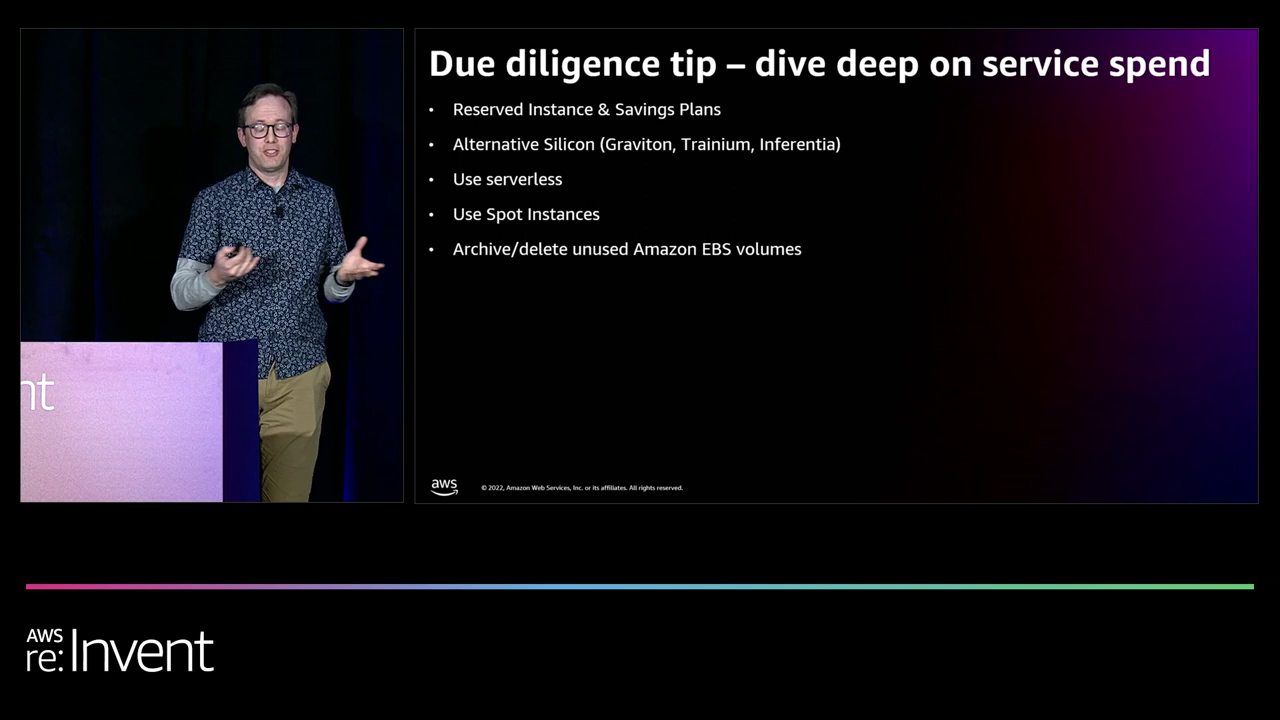 Due diligence tip – dive deep on service spend
• Reserved Instance & Savings Plans
• Alternative Silicon (Graviton, Trainium, Inferentia)
• Use serverless
• Use Spot Instances
• Archive/delete unused Amazon EBS volumes
nt
aws
© 2022, Amazon Web Services, Inc. or its affiliates. All rights reserved.
AWS
re:Invent